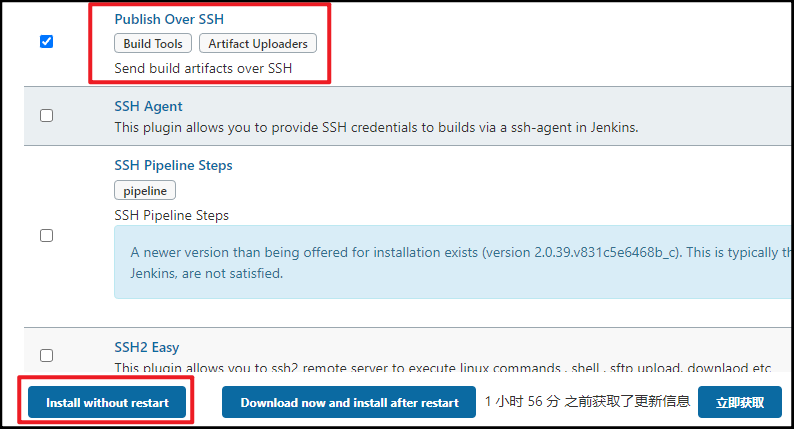 Publish Over SSH
Build Tools Artifact Uploaders
Send build artifacts over SSH
SSH Agent
This plugin allows you to provide SSH credentials to builds via a ssh-agent in Jenkins.
SSH Pipeline Steps
pipeline
SSH Pipeline Steps
A newer version than being offered for installation exists (version 2.0.39.v831c5e6468b_c). This is typically th
Jenkins, are not satisfied.
SSH2 Easy
This plugin allows you to ssh2 remote server to execute linux commands , shell , sftp upload, downlaod etc
Install without restart Download now and install after restart 1 小时 56 分 之前获取了更新信息 立即获取